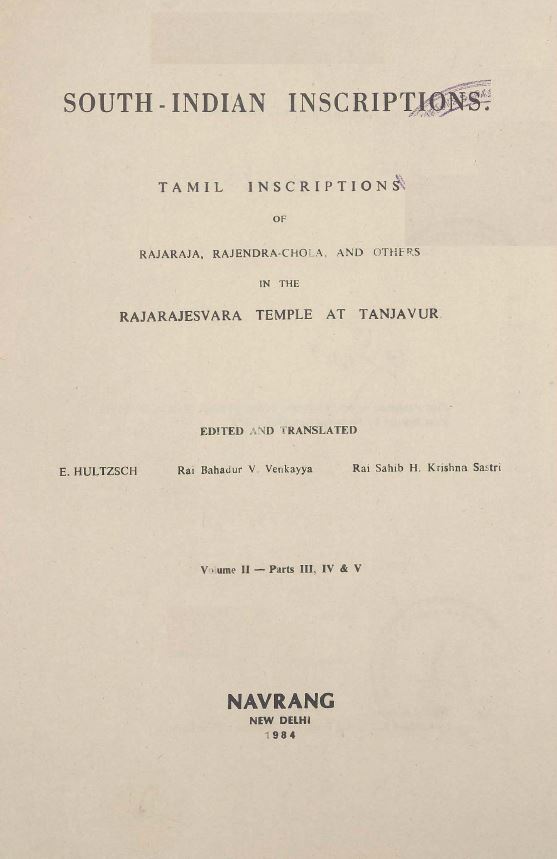 SOUTH-INDIAN INSCRIPTIONS.
TAMIL INSCRIPTIONS
OF
RAJARAJA, RAJENDRA-CHOLA, AND OTHERS
IN THE
RAJARAJESVARA TEMPLE AT TANJAVUR
EDITED AND TRANSLATED
E. HULTZSCH Rai Bahadur V. Venkayya Rai Sahib H. Krishna Sastri
Volume II — Parts III, IV & V
NAVRANG
NEW DELHI
1984